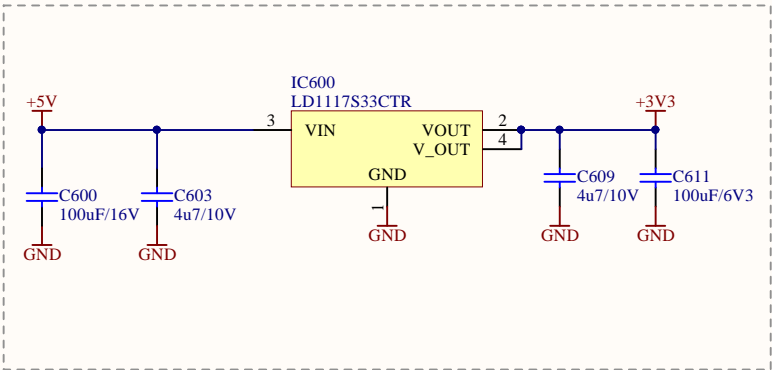 IC600
LD1117S33CTR
+5V
+3V3
3
VIN
VOUT
2
V_OUT
4
GND
1
C600
100uF/16V
C603
4u7/10V
C609
4u7/10V
C611
100uF/6V3
GND
GND
GND
GND
GND